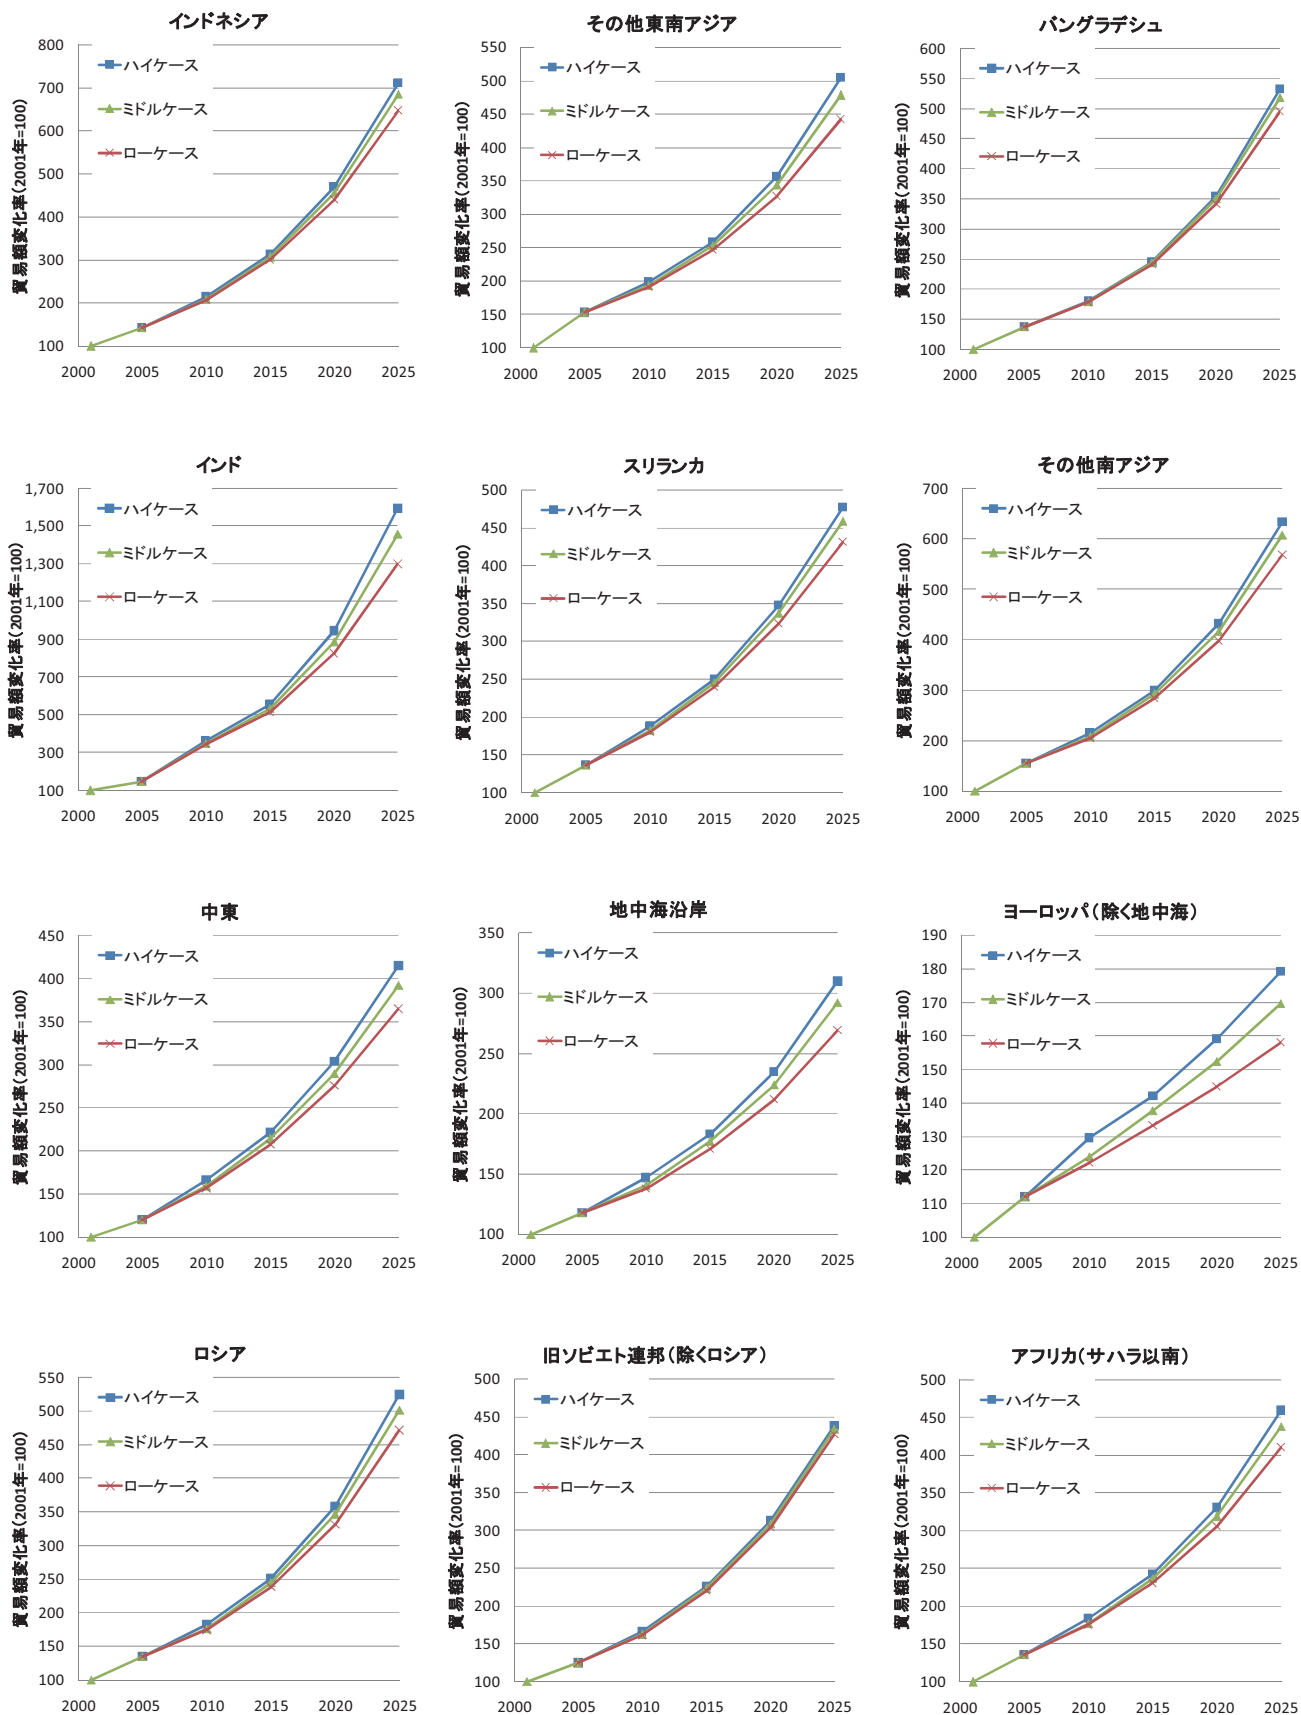 インドネシア
800
700
600
500
400
300
200
100
貿易額変化率(2001年=100)
ハイケース
ミドルケース
ローケース
2000 2005 2010 2015 2020 2025
その他東南アジア
550
500
450
400
350
300
250
200
150
100
貿易額変化率(2001年=100)
ハイケース
ミドルケース
ローケース
2000 2005 2010 2015 2020 2025
バングラデシュ
600
550
500
450
400
350
300
250
200
150
100
貿易額変化率(2001年=100)
ハイケース
ミドルケース
ローケース
2000 2005 2010 2015 2020 2025
インド
1,700
1,500
1,300
1,100
900
700
500
300
100
貿易額変化率(2001年=100)
ハイケース
ミドルケース
ローケース
2000 2005 2010 2015 2020 2025
スリランカ
500
450
400
350
300
250
200
150
100
貿易額変化率(2001年=100)
ハイケース
ミドルケース
ローケース
2000 2005 2010 2015 2020 2025
その他南アジア
700
600
500
400
300
200
100
貿易額変化率(2001年=100)
ハイケース
ミドルケース
ローケース
2000 2005 2010 2015 2020 2025
中東
450
400
350
300
250
200
150
100
貿易額変化率(2001年=100)
ハイケース
ミドルケース
ローケース
2000 2005 2010 2015 2020 2025
地中海沿岸
350
300
250
200
150
100
貿易額変化率(2001年=100)
ハイケース
ミドルケース
ローケース
2000 2005 2010 2015 2020 2025
ヨーロッパ(除く地中海)
190
180
170
160
150
140
130
120
110
100
貿易額変化率(2001年=100)
ハイケース
ミドルケース
ローケース
2000 2005 2010 2015 2020 2025
ロシア
550
500
450
400
350
300
250
200
150
100
貿易額変化率(2001年=100)
ハイケース
ミドルケース
ローケース
2000 2005 2010 2015 2020 2025
旧ソビエト連邦(除くロシア)
500
450
400
350
300
250
200
150
100
貿易額変化率(2001年=100)
ハイケース
ミドルケース
ローケース
2000 2005 2010 2015 2020 2025
アフリカ(サハラ以南)
500
450
400
350
300
250
200
150
100
貿易額変化率(2001年=100)
ハイケース
ミドルケース
ローケース
2000 2005 2010 2015 2020 2025